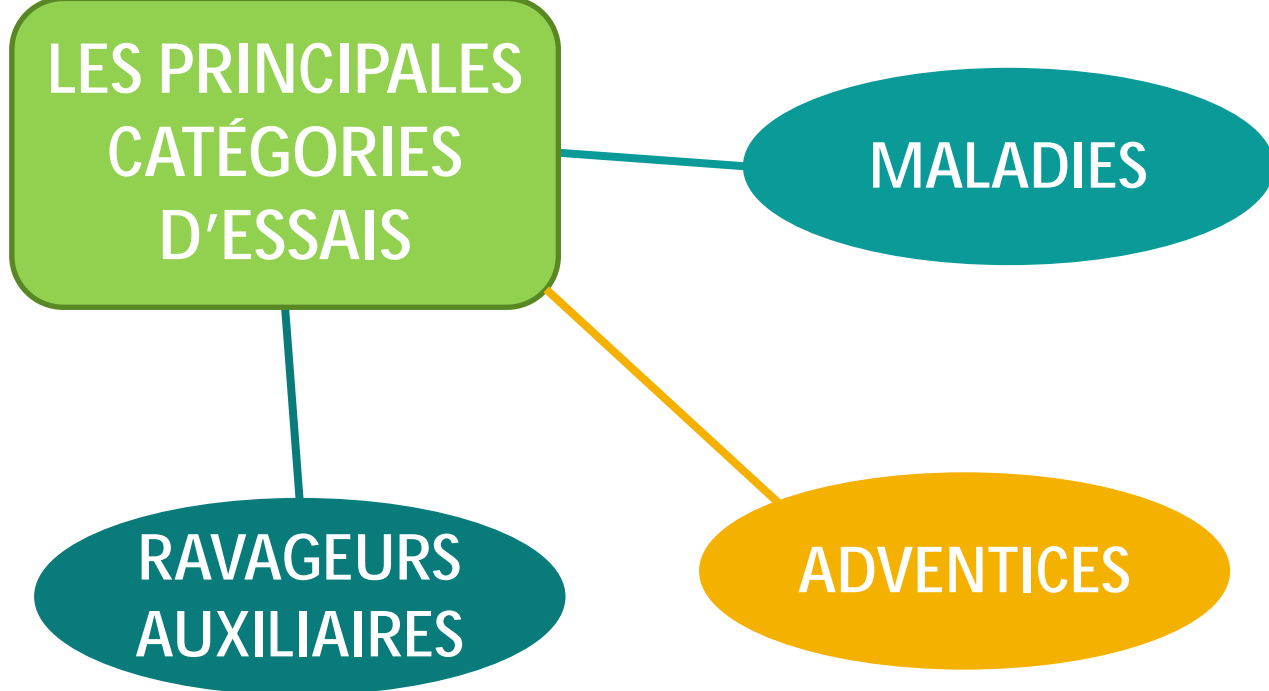 LES PRINCIPALES
CATÉGORIES
D'ESSAIS
MALADIES
RAVAGEURS
AUXILIAIRES
ADVENTICES